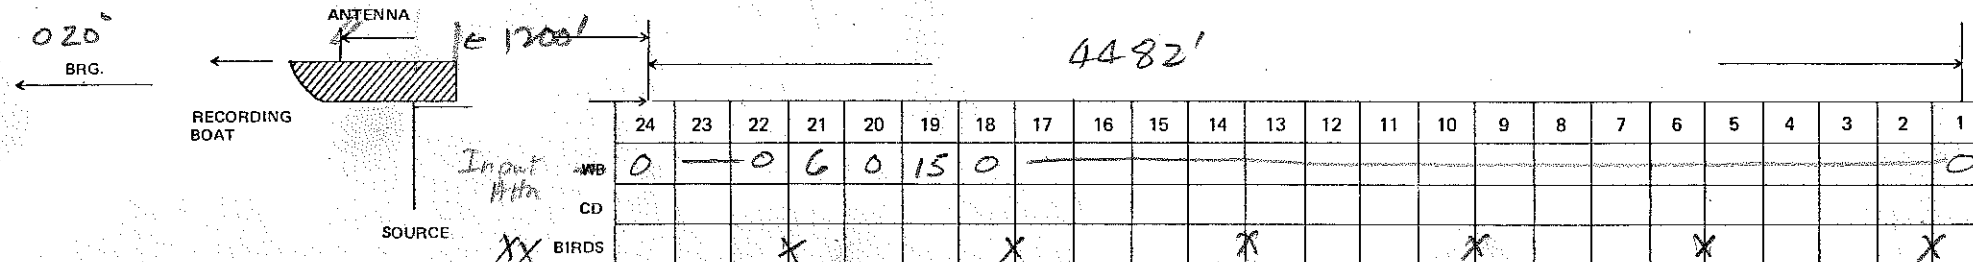 ANTENNA
020°
← 1200'
4482'
BRG.
RECORDING
BOAT
24 23 22 21 20 19 18 17 16 15 14 13 12 11 10 9 8 7 6 5 4 3 2 1
Input WB 0 — 0 6 0 15 0 — 0
Attn
CD
SOURCE
XX BIRDS X X X X X X